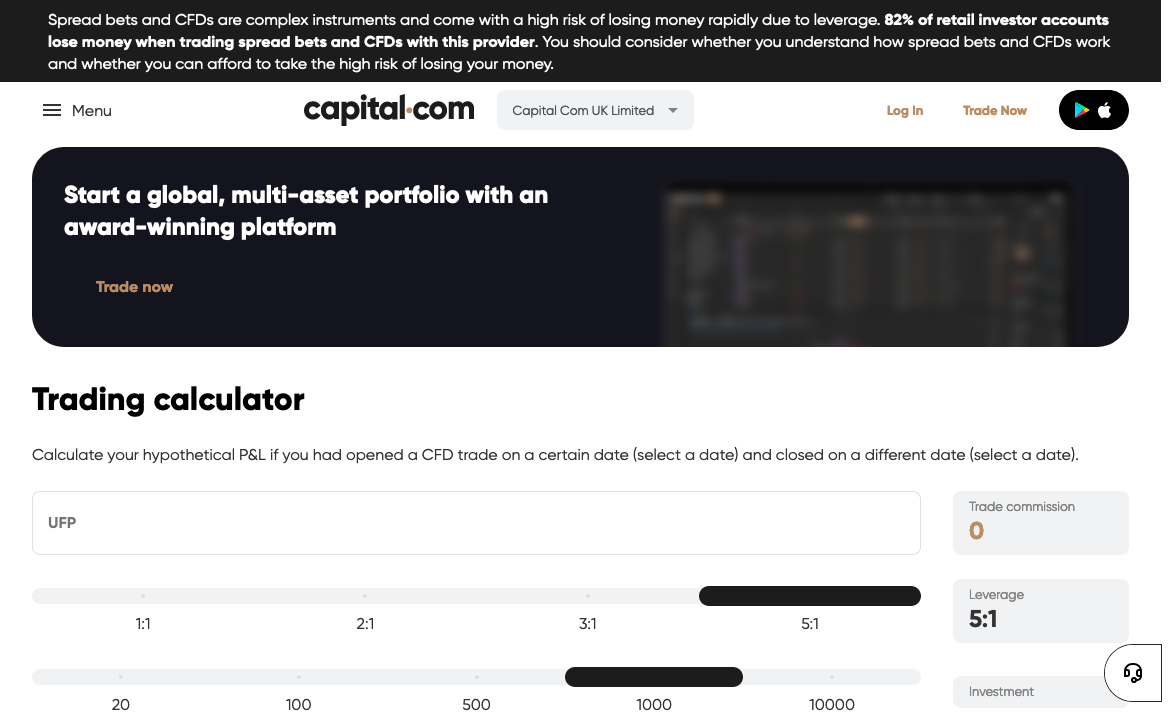 Spread bets and CFDs are complex instruments and come with a high risk of losing money rapidly due to leverage. 82% of retail investor accounts
lose money when trading spread bets and CFDs with this provider. You should consider whether you understand how spread bets and CFDs work
and whether you can afford to take the high risk of losing your money.
Menu
capital.com
Capital Com UK Limited
Log In
Trade Now
Start a global, multi-asset portfolio with an
award-winning platform
Trade now
Trading calculator
Calculate your hypothetical P&L if you had opened a CFD trade on a certain date (select a date) and closed on a different date (select a date).
UFP
Trade commission
0
1:1 2:1 3:1 5:1
Leverage
5:1
20 100 500 1000 10000
Investment